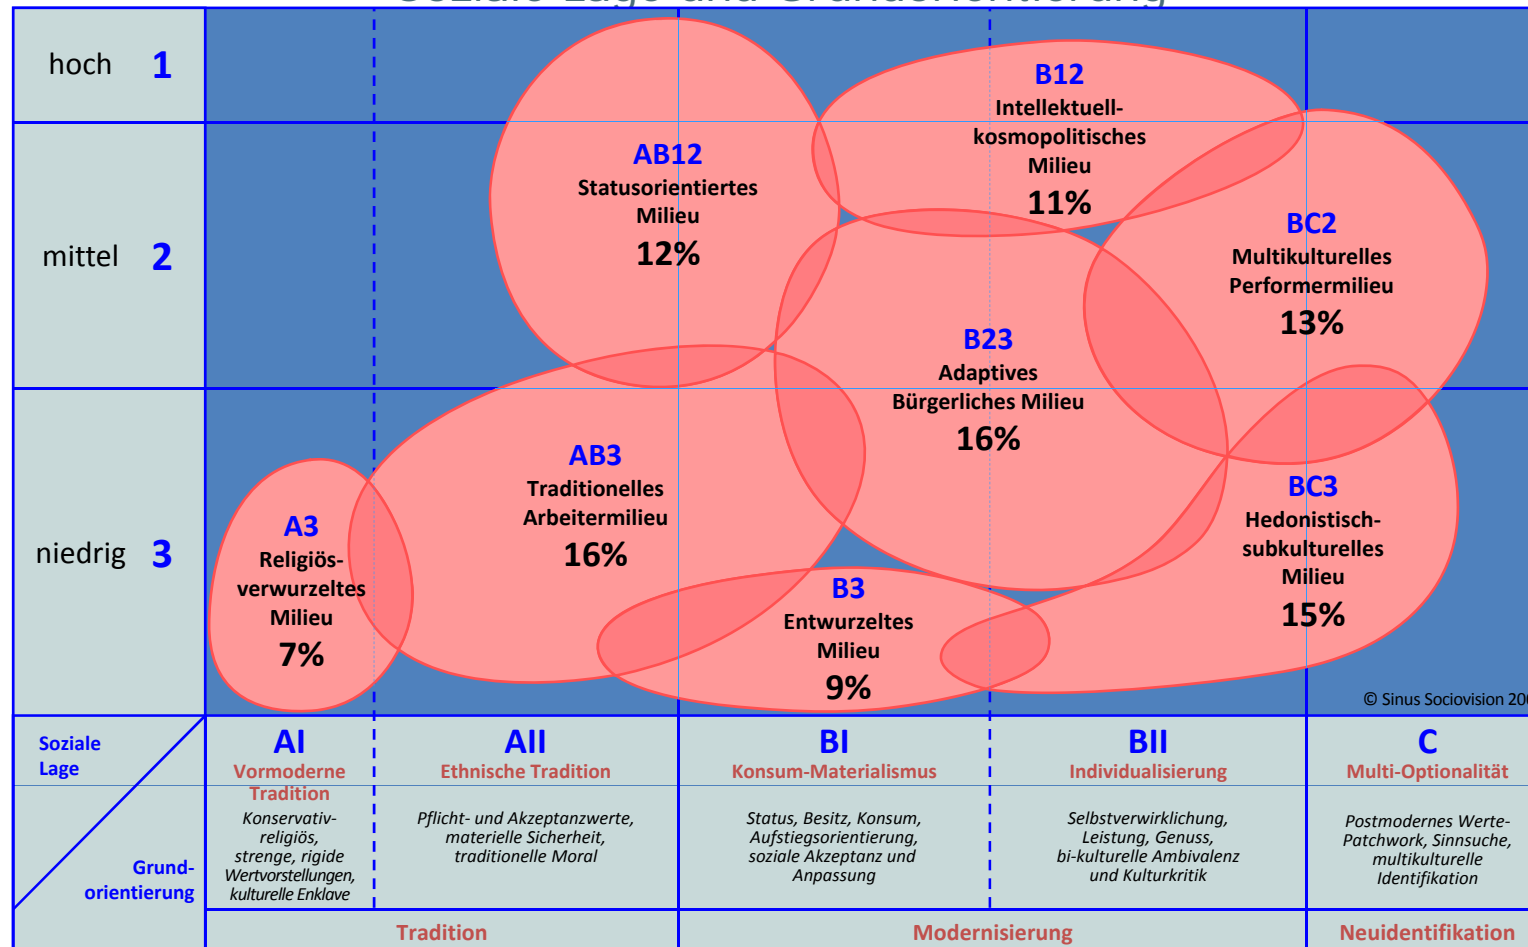 Soziale Lage und Grundorientierung
hoch 1
mittel 2
niedrig 3
AB12
Statusorientiertes
Milieu
12%
B12
Intellektuell-
kosmopolitisches
Milieu
11%
BC2
Multikulturelles
Performermilieu
13%
B23
Adaptives
Bürgerliches Milieu
16%
AB3
Traditionelles
Arbeitermilieu
16%
A3
Religiös-
verwurzeltes
Milieu
7%
B3
Entwurzeltes
Milieu
9%
BC3
Hedonistisch-
subkulturelles
Milieu
15%
© Sinus Sociovision 200
Soziale
Lage
Grund-
orientierung
AI
Vormoderne
Tradition
Konservativ-
religiös,
strenge, rigide
Wertvorstellungen,
kulturelle Enklave
AII
Ethnische Tradition
Pflicht- und Akzeptanzwerte,
materielle Sicherheit,
traditionelle Moral
BI
Konsum-Materialismus
Status, Besitz, Konsum,
Aufstiegsorientierung,
soziale Akzeptanz und
Anpassung
BII
Individualisierung
Selbstverwirklichung,
Leistung, Genuss,
bi-kulturelle Ambivalenz
und Kulturkritik
C
Multi-Optionalität
Postmodernes Werte-
Patchwork, Sinnsuche,
multikulturelle
Identifikation
Tradition
Modernisierung
Neuidentifikation